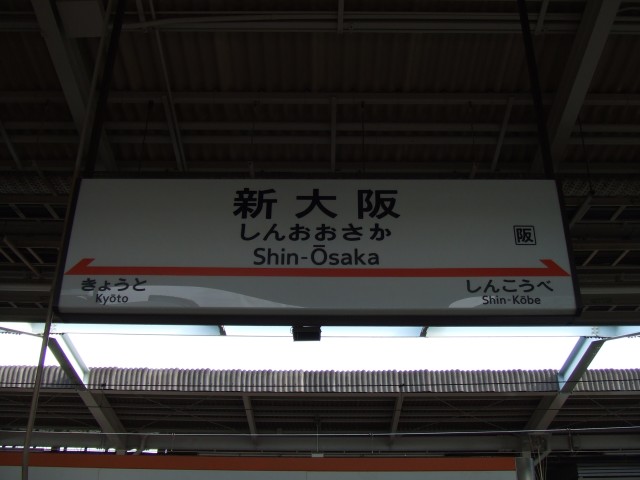 新大阪
しんおおさか
Shin-Ōsaka
阪
きょうと
Kyōto
しんこうべ
Shin-Kōbe